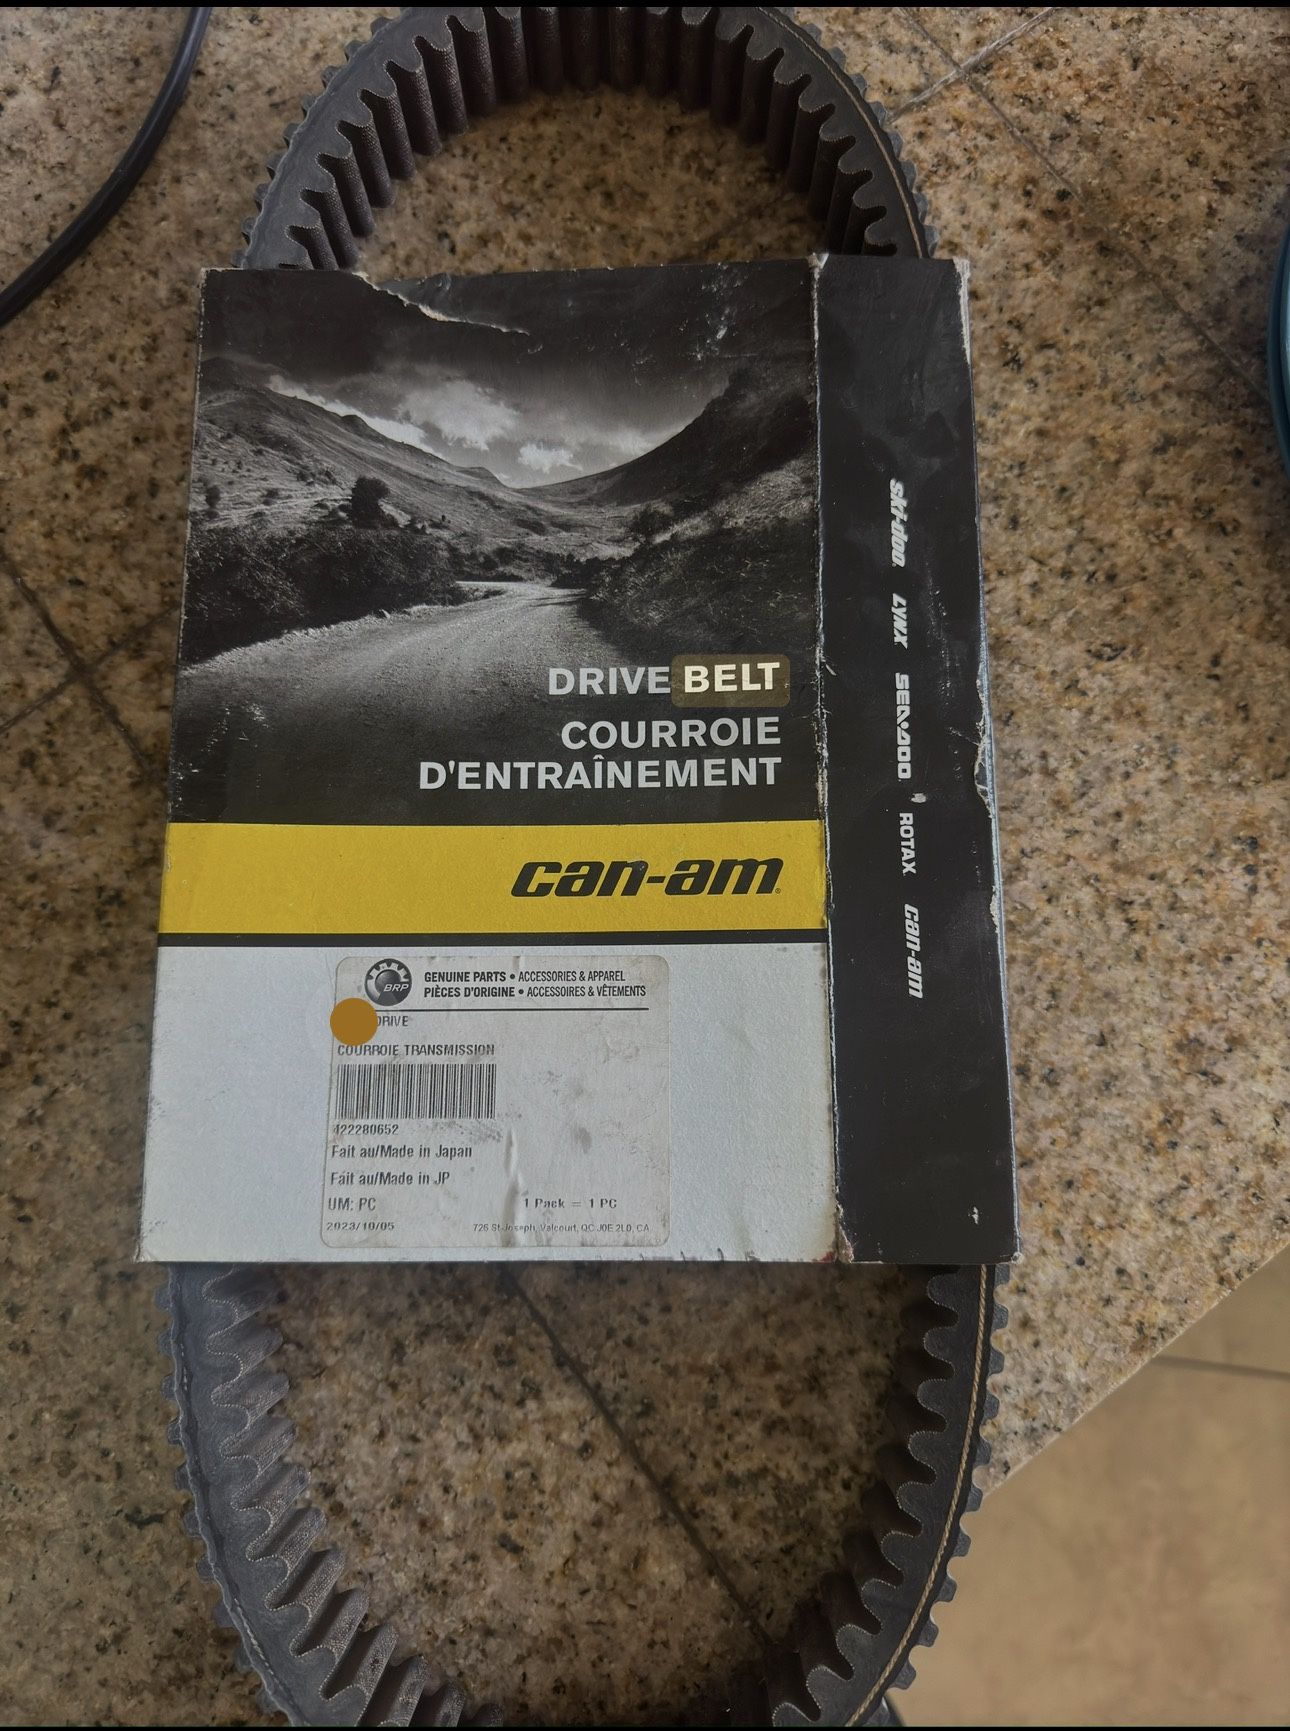 DRIVE BELT
COURROIE
D'ENTRAÎNEMENT
can-am
BRP
GENUINE PARTS • ACCESSORIES & APPAREL
PIÈCES D'ORIGINE • ACCESSOIRES & VÊTEMENTS
DRIVE
COURROIE TRANSMISSION
422280652
Fait au/Made in Japan
Fait au/Made in JP
UM: PC 1 Pack = 1 PC
2023/10/05 726 St-Joseph, Valcourt, QC J0E 2L0, CA
ski-doo LYNX SEA-DOO ROTAX can-am